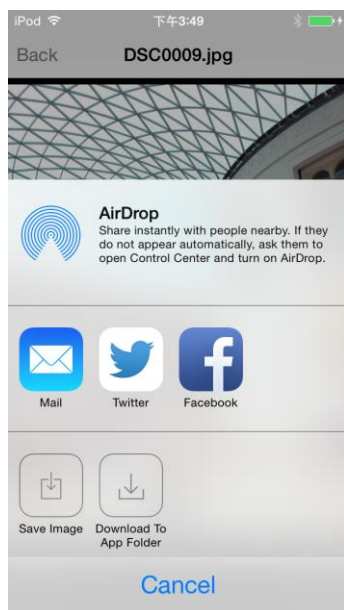 iPod 下午3:49
Back DSC0009.jpg
AirDrop
Share instantly with people nearby. If they
do not appear automatically, ask them to
open Control Center and turn on AirDrop.
Mail Twitter Facebook
Save Image Download To
App Folder
Cancel